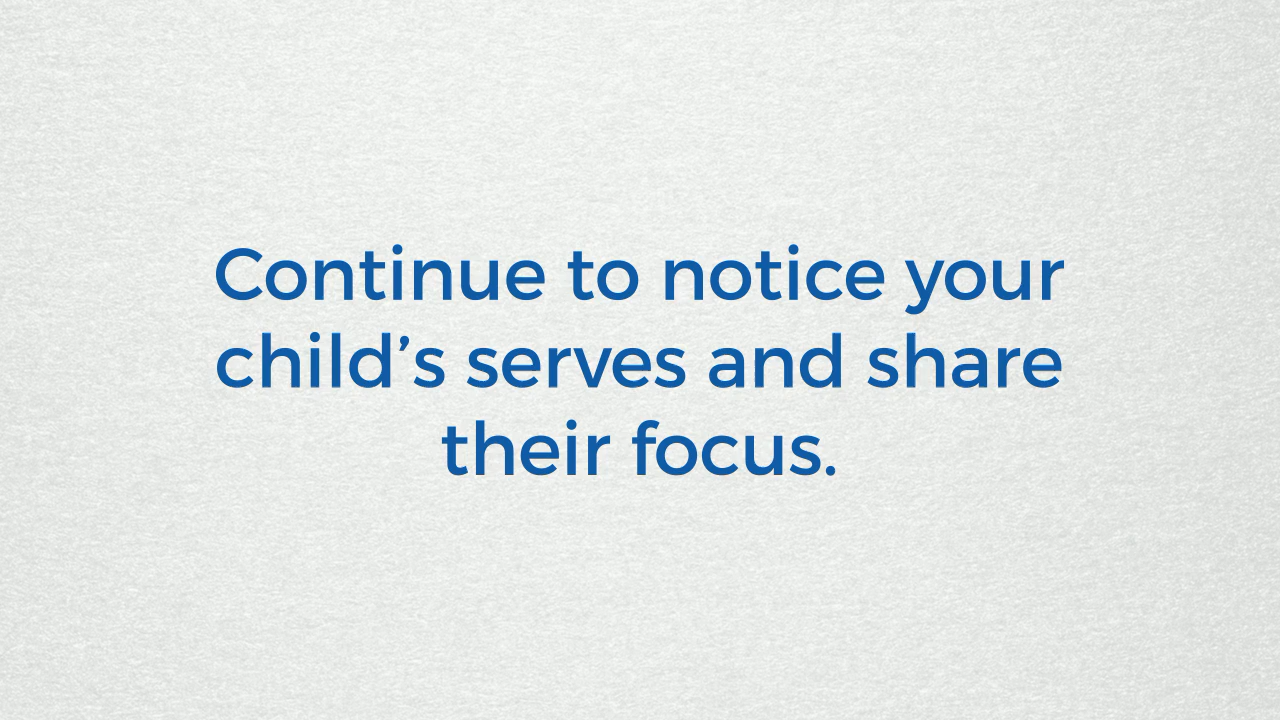 Continue to notice your
child’s serves and share
their focus.